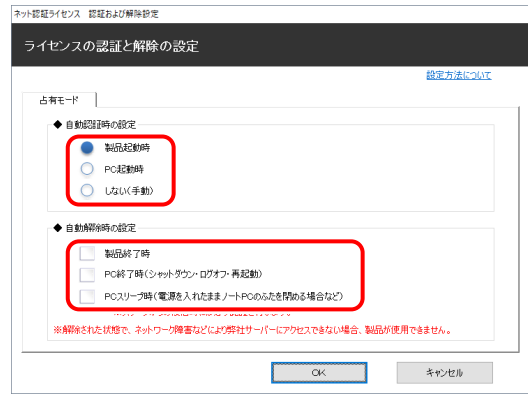 ネット認証ライセンス 認証および解除設定
ライセンスの認証と解除の設定
設定方法について
占有モード
◆ 自動認証時の設定
製品起動時
PC起動時
しない(手動)
◆ 自動解除時の設定
製品終了時
PC終了時(シャットダウン・ログオフ・再起動)
PCスリープ時(電源を入れたままノートPCのふたを閉める場合など)
※解除された状態で、ネットワーク障害などにより弊社サーバーにアクセスできない場合、製品が使用できません。
OK
キャンセル